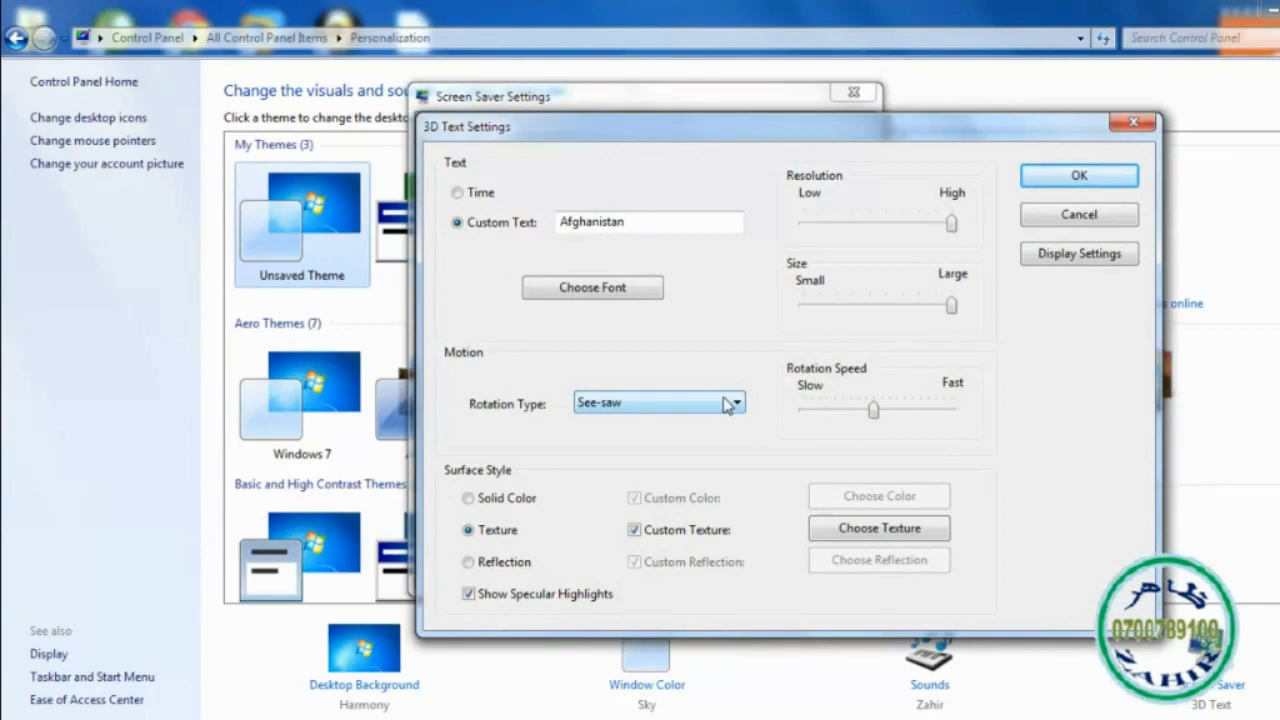 Control Panel
All Control Panel Items
Personalization
Search Control Panel
Control Panel Home
Change desktop icons
Change mouse pointers
Change your account picture
See also
Display
Taskbar and Start Menu
Ease of Access Center
Change the visuals and sou
Click a theme to change the deskto
My Themes (3)
Unsaved Theme
Aero Themes (7)
Windows 7
Basic and High Contrast Themes
online
Desktop Background
Harmony
Window Color
Sky
Sounds
Zahir
Saver
3D Text
Screen Saver Settings
3D Text Settings
Text
Time
Custom Text:
Afghanistan
Choose Font
Resolution
Low
High
Size
Small
Large
OK
Cancel
Display Settings
Motion
Rotation Type:
See-saw
Rotation Speed
Slow
Fast
Surface Style
Solid Color
Custom Color:
Choose Color
Texture
Custom Texture:
Choose Texture
Reflection
Custom Reflection:
Choose Reflection
Show Specular Highlights
ظاهر
0700789100
ZAHIR